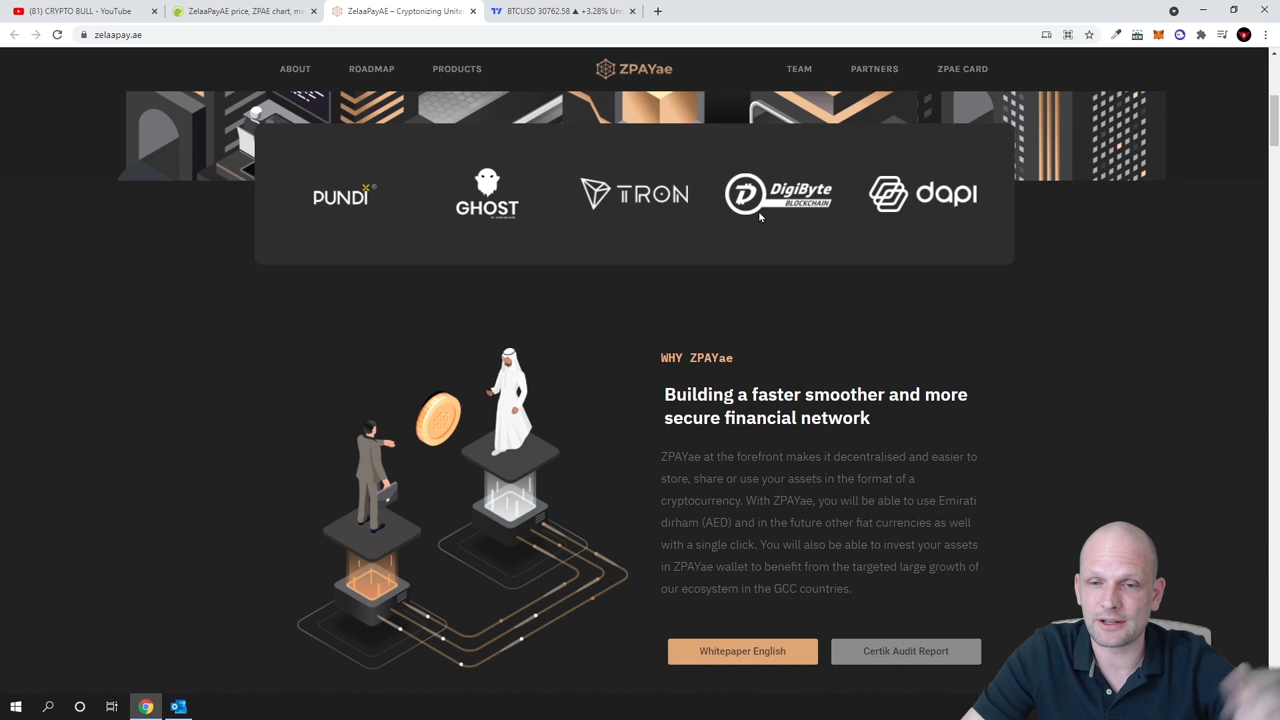 (81) CRYPTO BULL - YouTube
ZelaaPayAE price, ZPAE chart, ma
ZelaaPayAE – Cryptonizing Unite
BTCUSD 30762.58 ▲ +3.28% Un
zelaapay.ae
ABOUT
ROADMAP
PRODUCTS
ZPAYae
TEAM
PARTNERS
ZPAE CARD
PUNDI X
GHOST
TRON
DigiByte
BLOCKCHAIN
dapi
WHY ZPAYae
Building a faster smoother and more
secure financial network
ZPAYae at the forefront makes it decentralised and easier to
store, share or use your assets in the format of a
cryptocurrency. With ZPAYae, you will be able to use Emirati
dirham (AED) and in the future other fiat currencies as well
with a single click. You will also be able to invest your assets
in ZPAYae wallet to benefit from the targeted large growth of
our ecosystem in the GCC countries.
Whitepaper English
Certik Audit Report